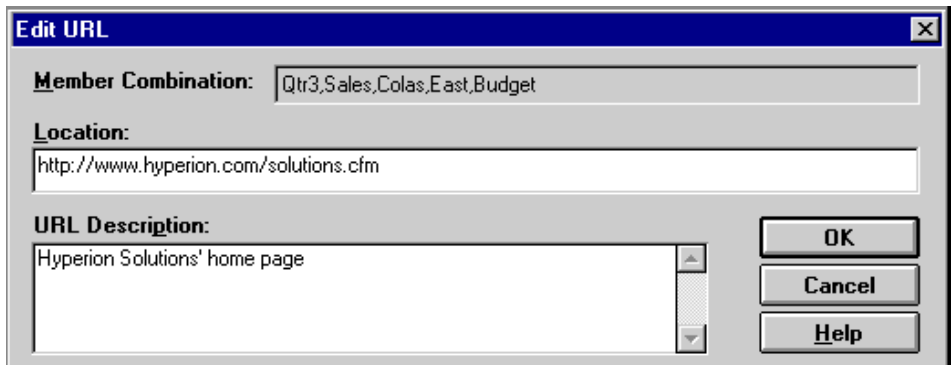 Edit URL
Member Combination: Qtr3,Sales,Colas,East,Budget
Location:
http://www.hyperion.com/solutions.cfm
URL Description:
Hyperion Solutions' home page
OK
Cancel
Help